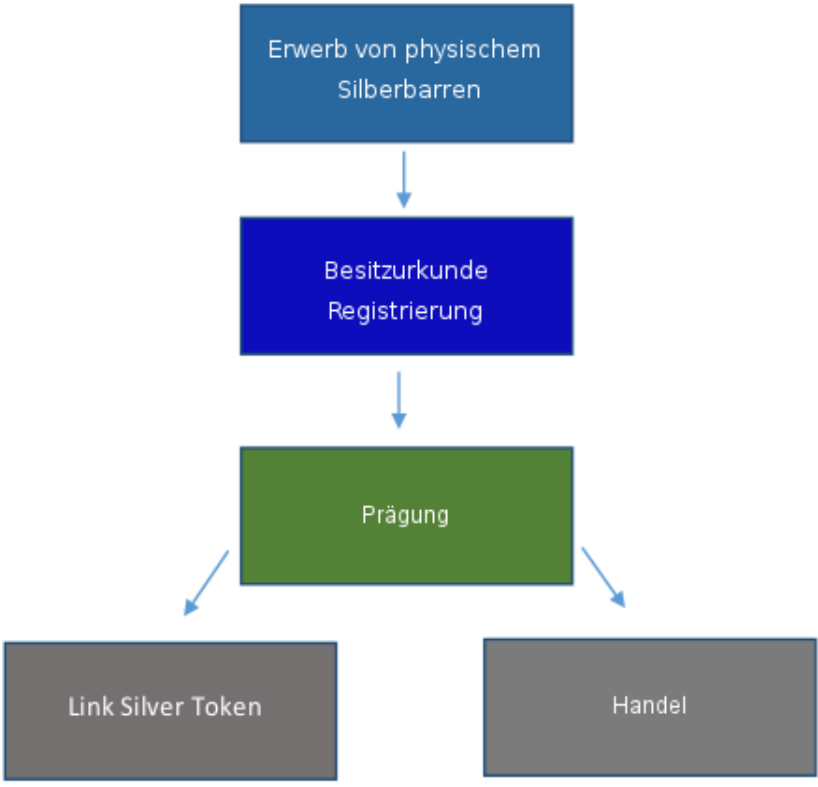 Erwerb von physischem
Silberbarren
Besitzurkunde
Registrierung
Prägung
Link Silver Token
Handel